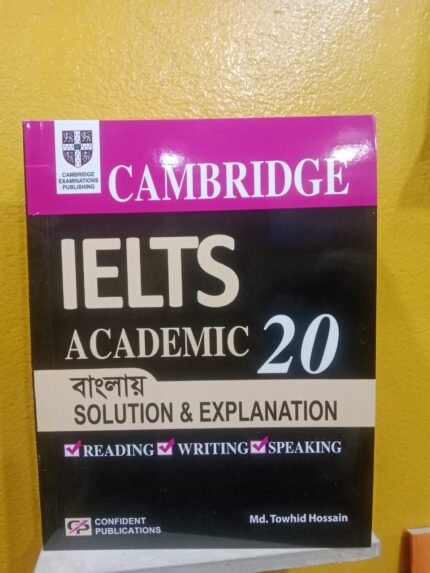 CAMBRIDGE
EXAMINATIONS
PUBLISHING
CAMBRIDGE
IELTS
ACADEMIC 20
বাংলায়
SOLUTION & EXPLANATION
READING WRITING SPEAKING
CONFIDENT
PUBLICATIONS
Md. Towhid Hossain